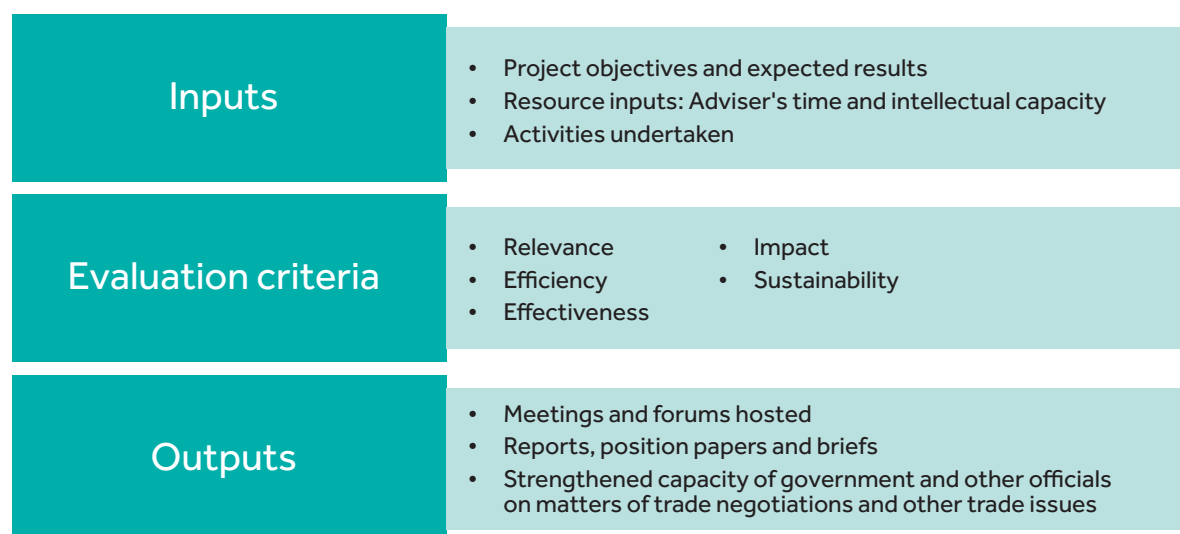 Inputs
• Project objectives and expected results
• Resource inputs: Adviser's time and intellectual capacity
• Activities undertaken
Evaluation criteria
• Relevance
• Efficiency
• Effectiveness
• Impact
• Sustainability
Outputs
• Meetings and forums hosted
• Reports, position papers and briefs
• Strengthened capacity of government and other officials
on matters of trade negotiations and other trade issues